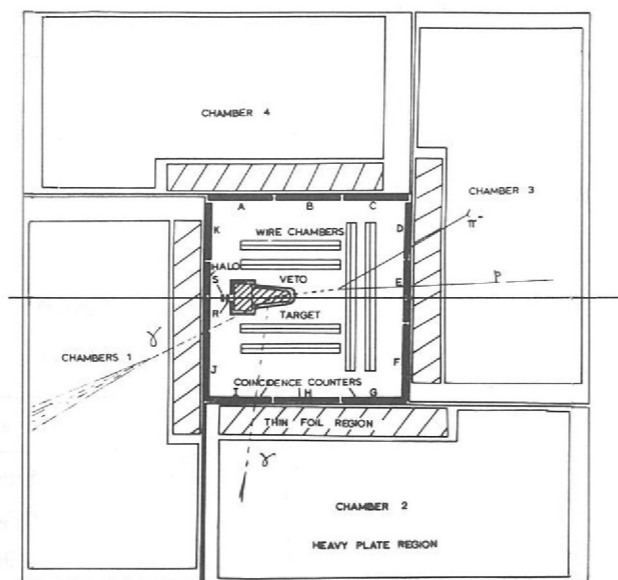 CHAMBER 4
CHAMBER 3
A B C
K WIRE CHAMBERS D
π-
HALO
S VETO E p
R TARGET
γ
CHAMBERS 1
J F
COINCIDENCE COUNTERS
I H G
THIN FOIL REGION
γ
CHAMBER 2
HEAVY PLATE REGION